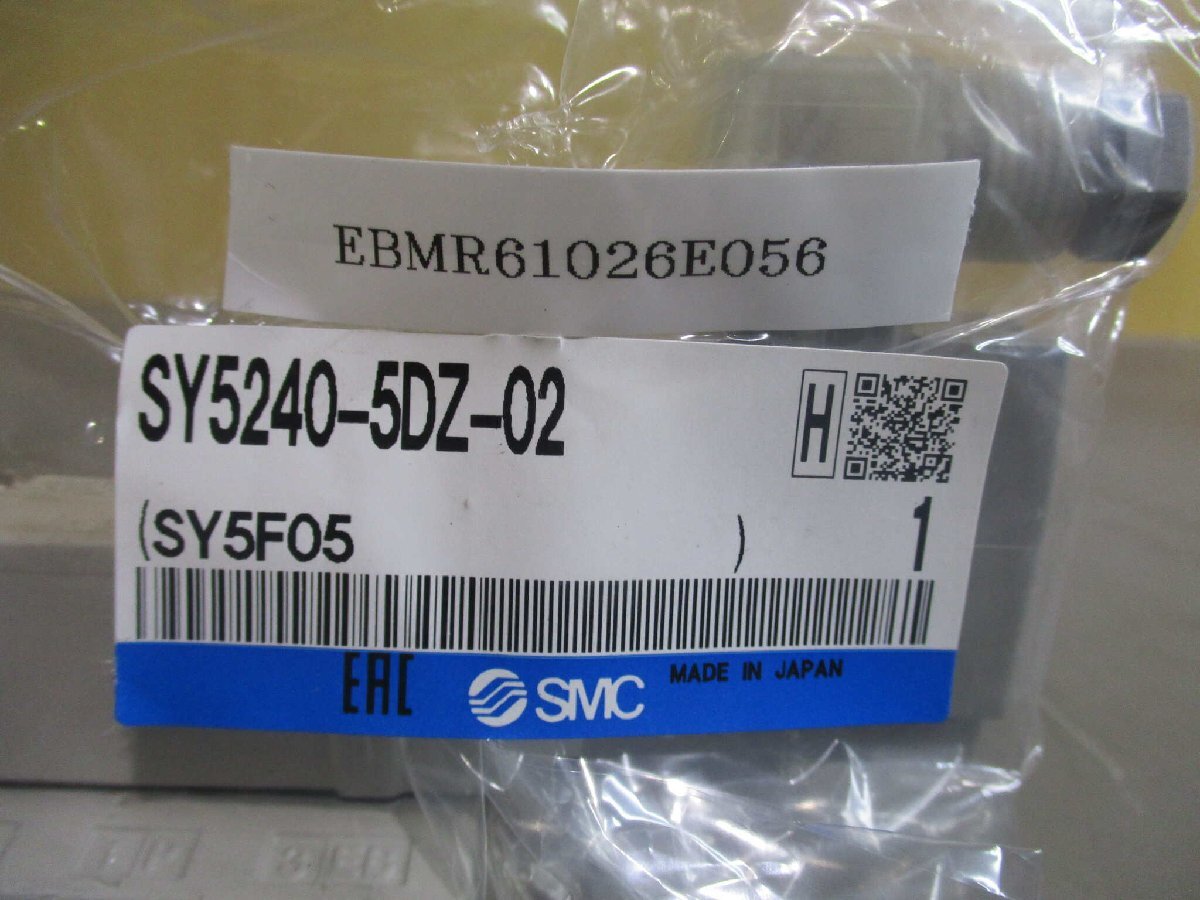 EBMR61026E056
SY5240-5DZ-02
H
(SY5F05 )
1
EAC
SMC
MADE IN JAPAN